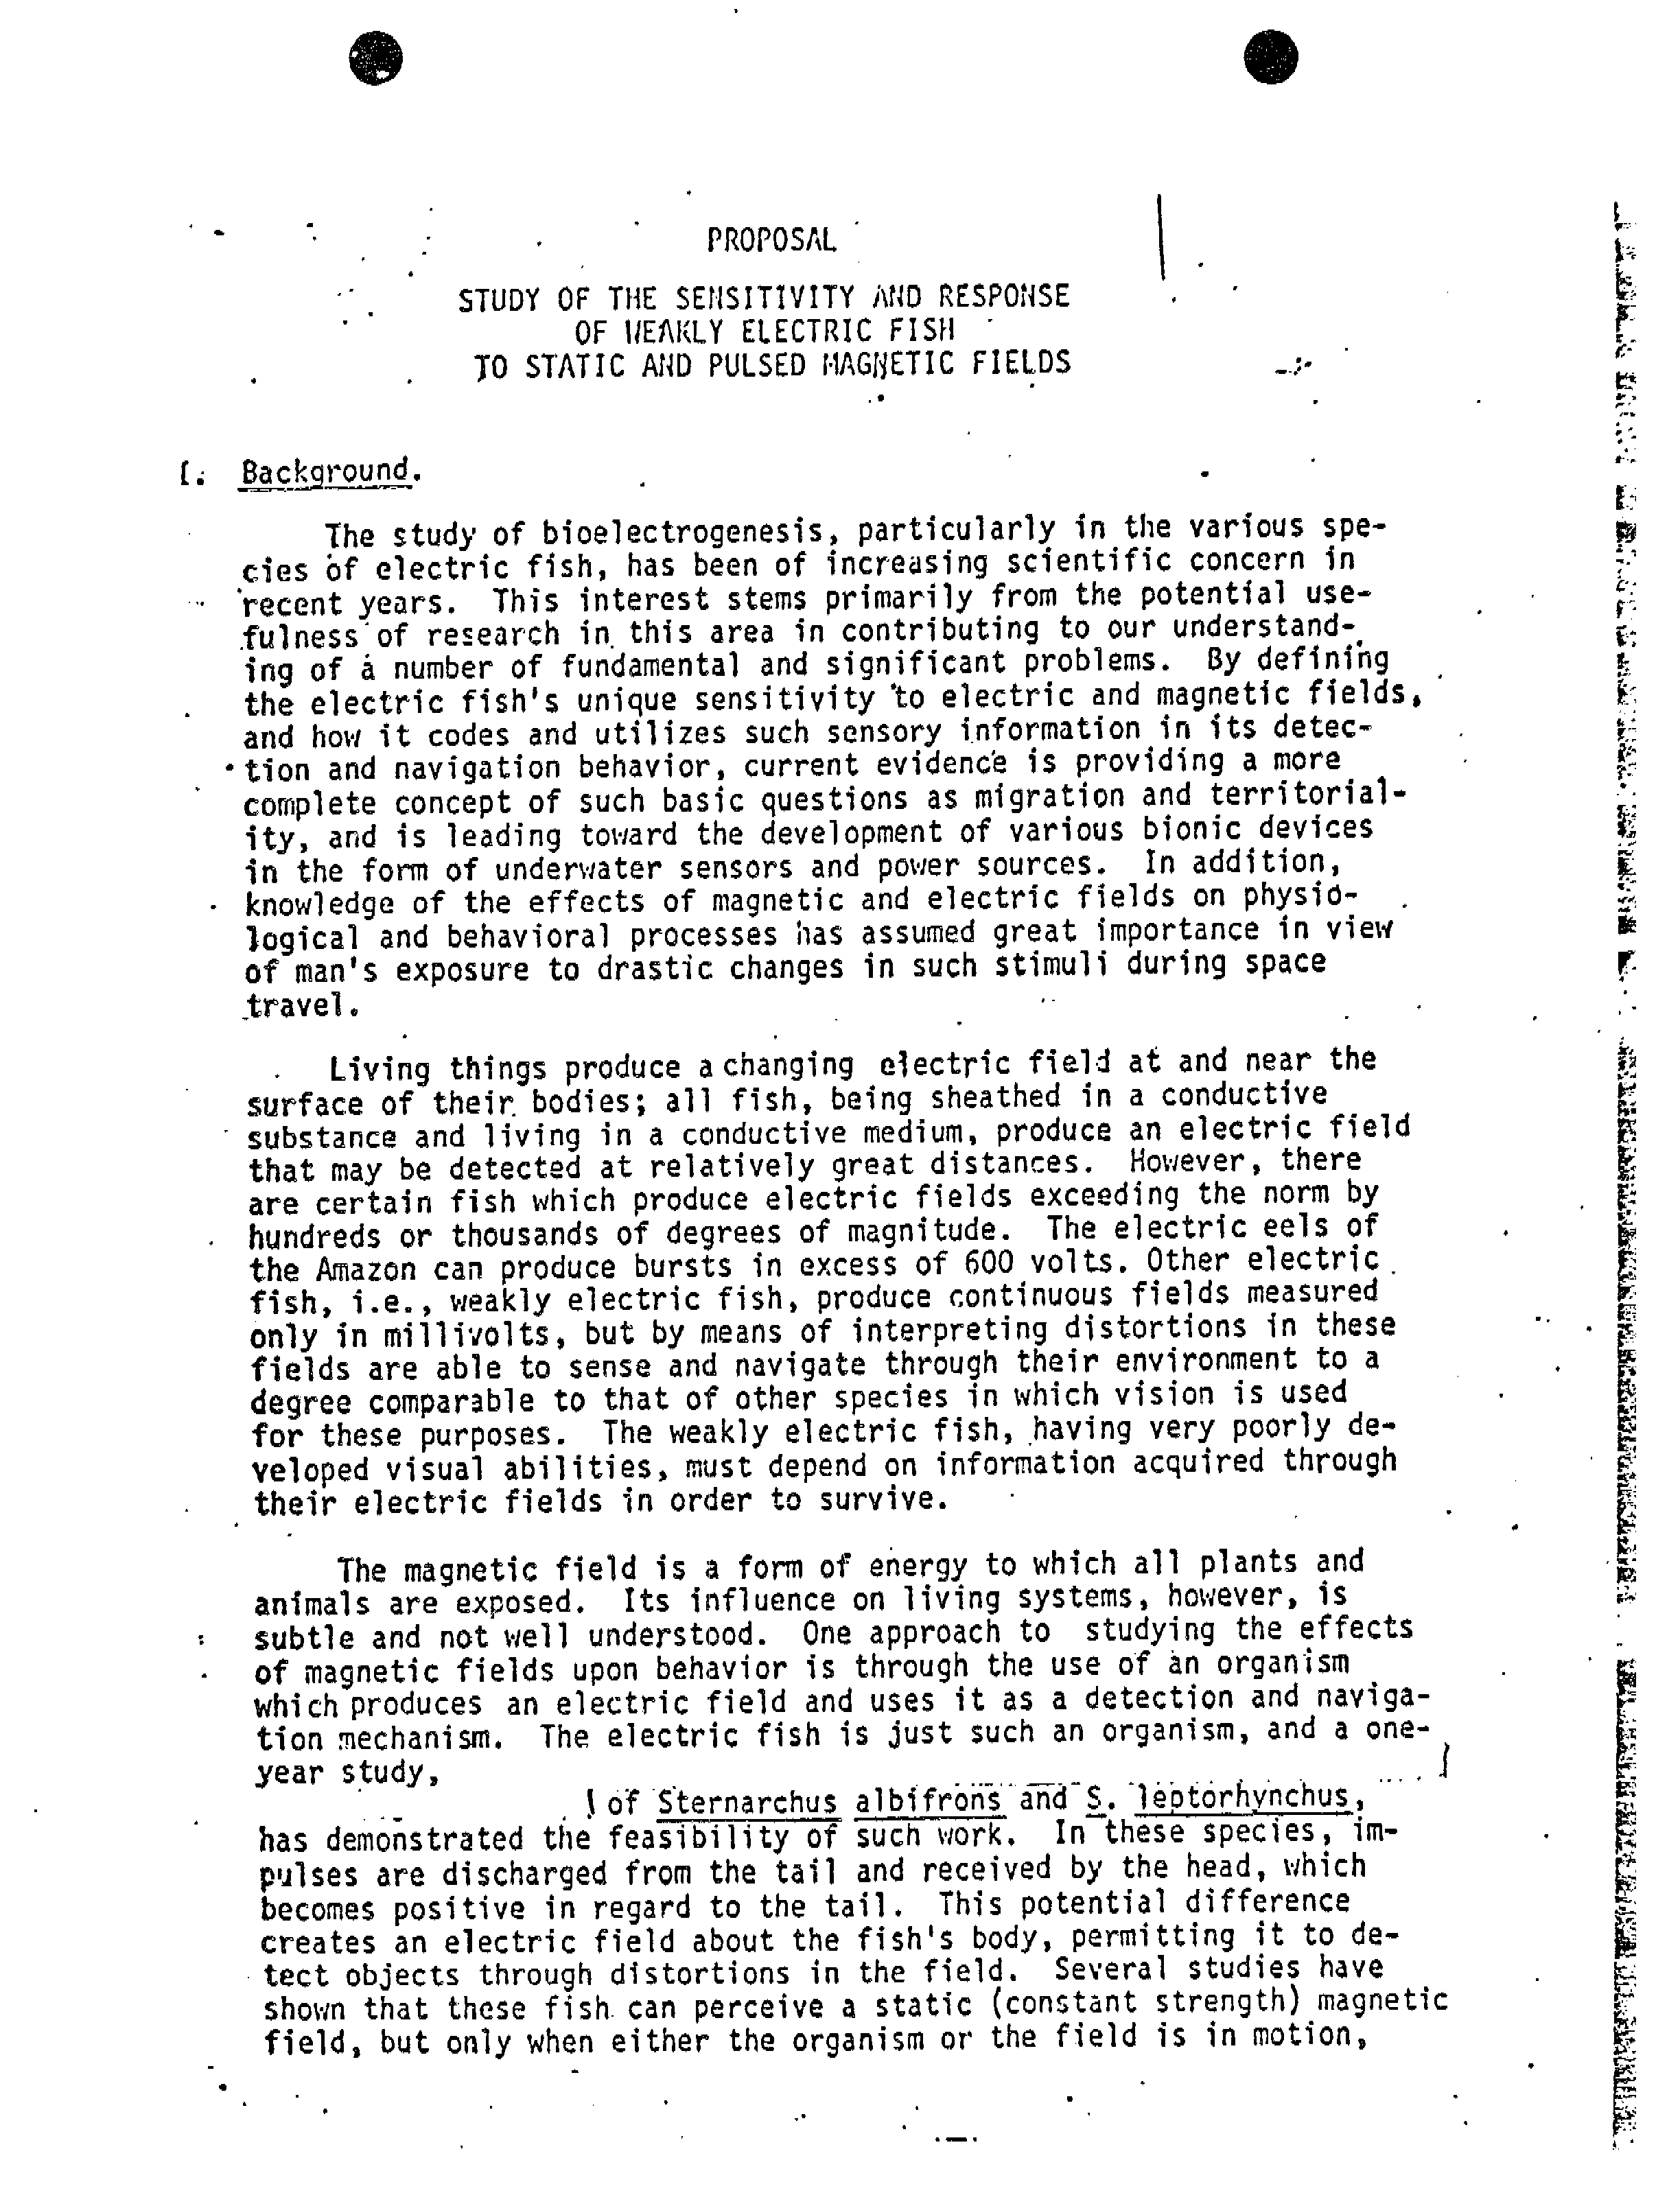 PROPOSAL
STUDY OF THE SENSITIVITY AND RESPONSE
OF WEAKLY ELECTRIC FISH
TO STATIC AND PULSED MAGNETIC FIELDS
I. Background.
The study of bioelectrogenesis, particularly in the various spe-
cies of electric fish, has been of increasing scientific concern in
recent years. This interest stems primarily from the potential use-
fulness of research in this area in contributing to our understand-
ing of a number of fundamental and significant problems. By defining
the electric fish's unique sensitivity to electric and magnetic fields,
and how it codes and utilizes such sensory information in its detec-
tion and navigation behavior, current evidence is providing a more
complete concept of such basic questions as migration and territorial-
ity, and is leading toward the development of various bionic devices
in the form of underwater sensors and power sources. In addition,
knowledge of the effects of magnetic and electric fields on physio-
logical and behavioral processes has assumed great importance in view
of man's exposure to drastic changes in such stimuli during space
travel.
Living things produce a changing electric field at and near the
surface of their bodies; all fish, being sheathed in a conductive
substance and living in a conductive medium, produce an electric field
that may be detected at relatively great distances. However, there
are certain fish which produce electric fields exceeding the norm by
hundreds or thousands of degrees of magnitude. The electric eels of
the Amazon can produce bursts in excess of 600 volts. Other electric
fish, i.e., weakly electric fish, produce continuous fields measured
only in millivolts, but by means of interpreting distortions in these
fields are able to sense and navigate through their environment to a
degree comparable to that of other species in which vision is used
for these purposes. The weakly electric fish, having very poorly de-
veloped visual abilities, must depend on information acquired through
their electric fields in order to survive.
The magnetic field is a form of energy to which all plants and
animals are exposed. Its influence on living systems, however, is
subtle and not well understood. One approach to studying the effects
of magnetic fields upon behavior is through the use of an organism
which produces an electric field and uses it as a detection and naviga-
tion mechanism. The electric fish is just such an organism, and a one-
year study,
of Sternarchus albifrons and S. leptorhynchus,
has demonstrated the feasibility of such work. In these species, im-
pulses are discharged from the tail and received by the head, which
becomes positive in regard to the tail. This potential difference
creates an electric field about the fish's body, permitting it to de-
tect objects through distortions in the field. Several studies have
shown that these fish can perceive a static (constant strength) magnetic
field, but only when either the organism or the field is in motion,